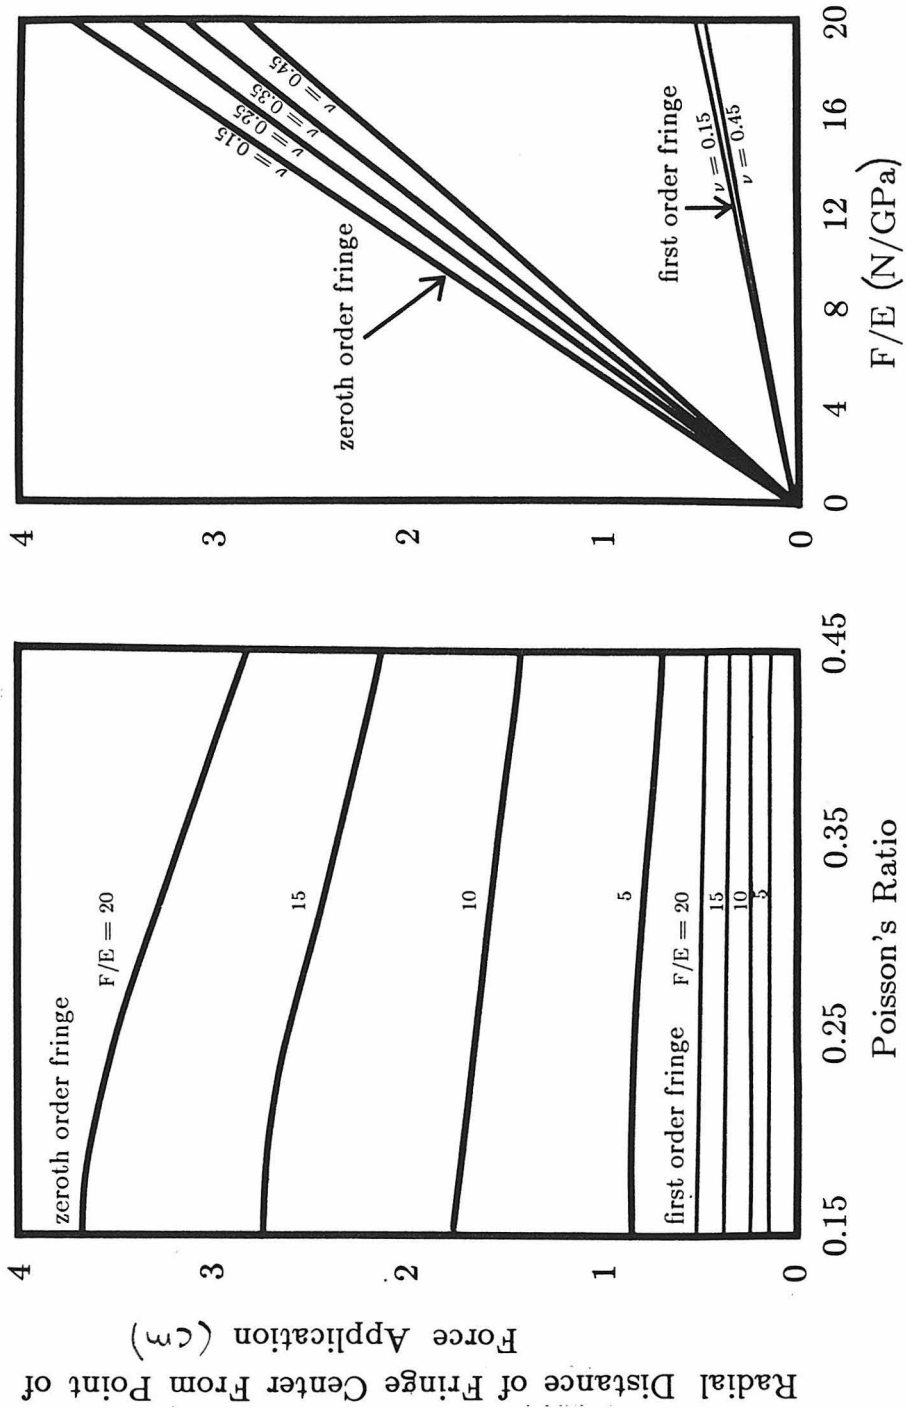 Radial Distance of Fringe Center From Point of
Force Application (cm)
4
3
2
1
0
zeroth order fringe
F/E = 20
15
10
5
first order fringe
F/E = 20
15
10
5
0.15
0.25
0.35
0.45
Poisson's Ratio
4
3
2
1
0
ν = 0.15
ν = 0.25
ν = 0.35
ν = 0.45
zeroth order fringe
first order fringe
ν = 0.15
ν = 0.45
0
4
8
12
16
20
F/E (N/GPa)